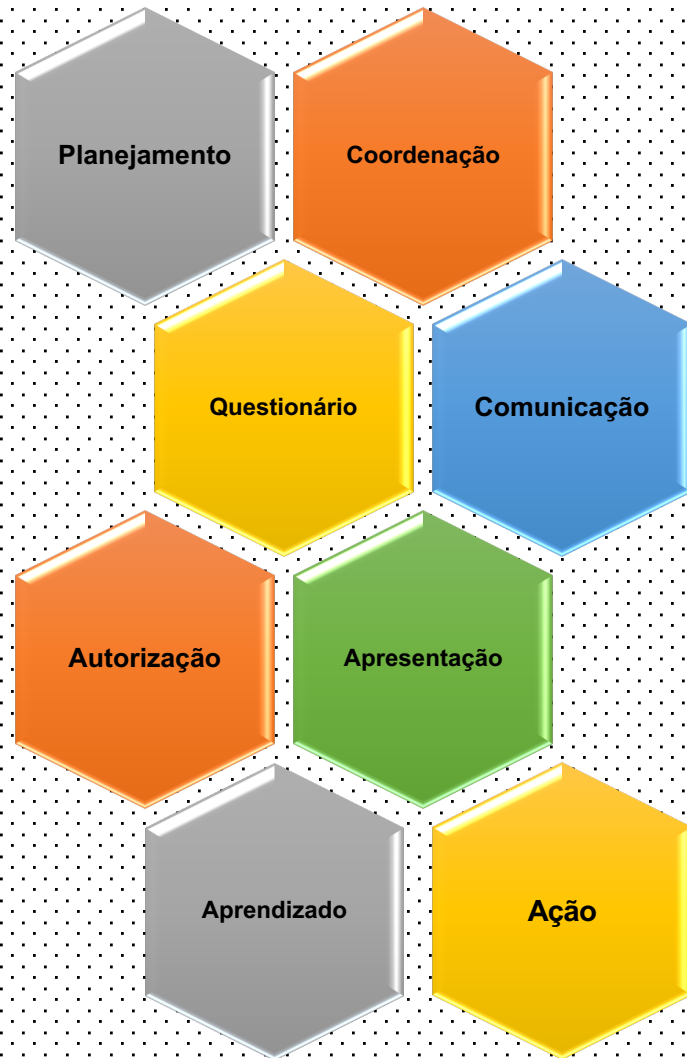 Planejamento
Coordenação
Questionário
Comunicação
Autorização
Apresentação
Aprendizado
Ação